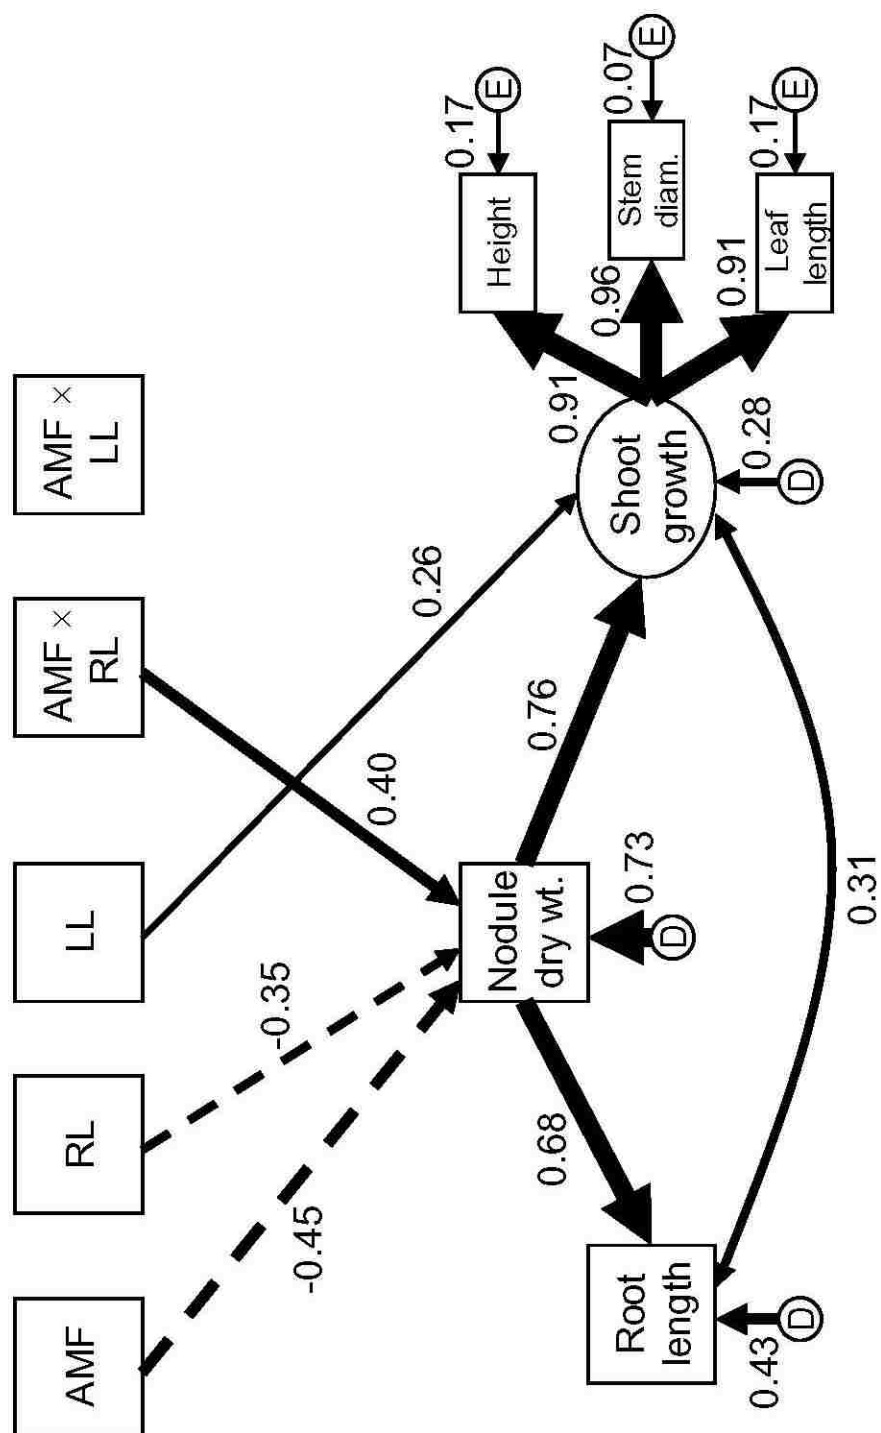 AMF
RL
LL
AMF ×
RL
AMF ×
LL
-0.45
-0.35
0.40
0.26
Nodule
dry wt.
0.73
D
0.68
0.76
Root
length
0.43
D
0.31
Shoot
growth
0.28
D
0.91
0.96
0.91
Height
0.17
E
Stem
diam.
0.07
E
Leaf
length
0.17
E